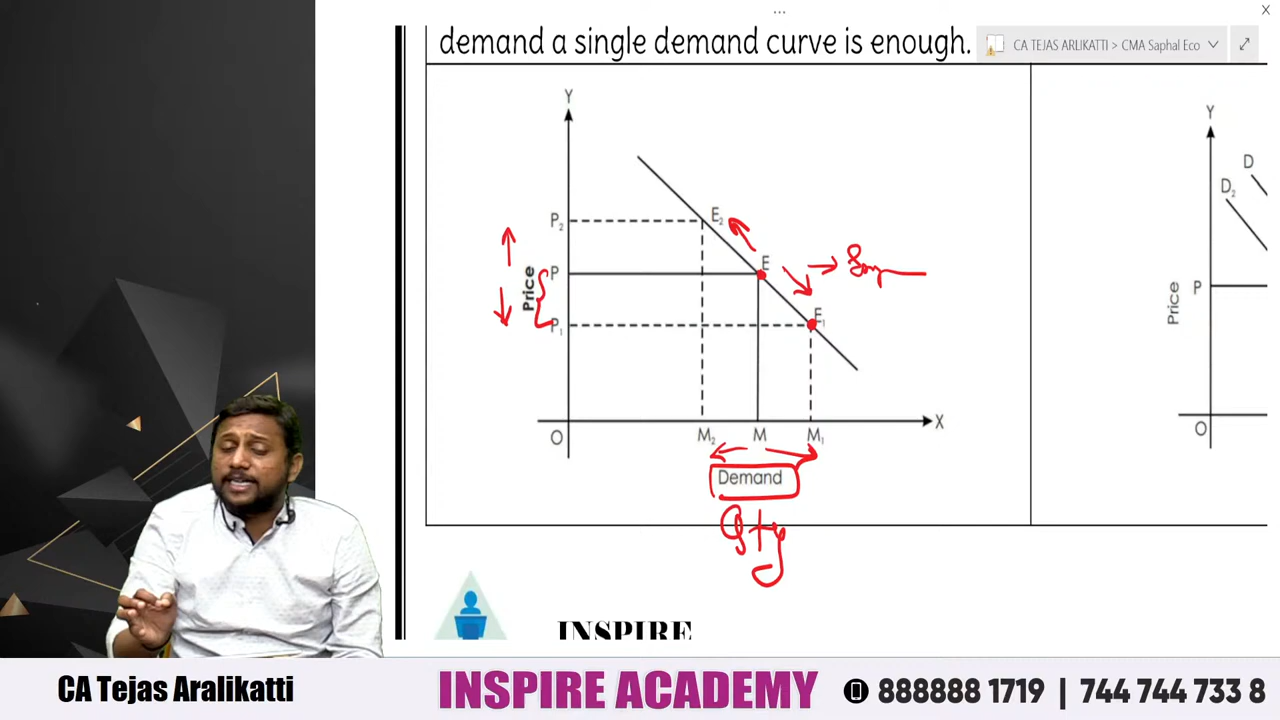 demand a single demand curve is enough.
CA TEJAS ARLIKATTI > CMA Saphal Eco
Y
P₂
E₂
Price
P
E
P₁
E₁
O
M₂
M
M₁
X
Demand
Qty
Y
D
D₂
Price
P
O
INSPIRE
CA Tejas Aralikatti
INSPIRE ACADEMY
888888 1719 | 744 744 733 8